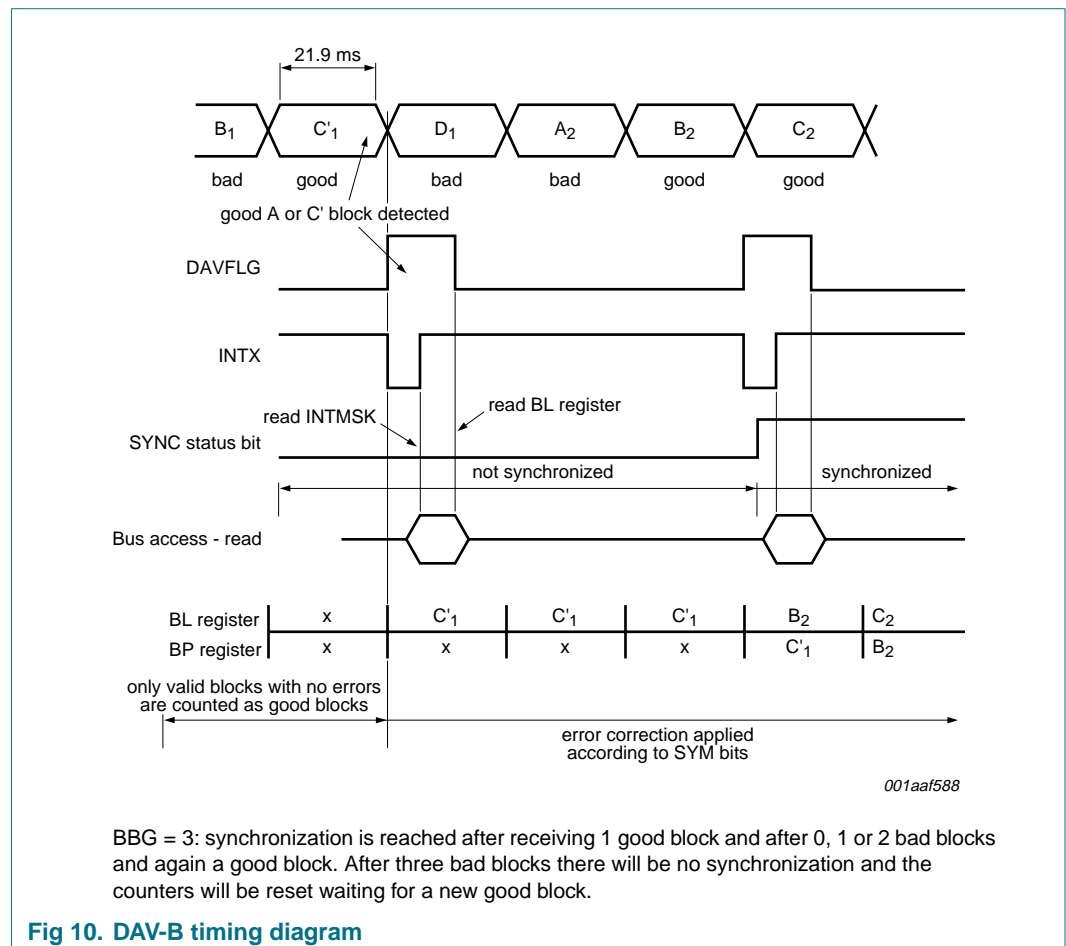 21.9 ms
B1 C'1 D1 A2 B2 C2
bad good bad bad good good
good A or C' block detected
DAVFLG
INTX
read INTMSK
read BL register
SYNC status bit
not synchronized synchronized
Bus access - read
BL register x C'1 C'1 C'1 B2 C2
BP register x x x x C'1 B2
only valid blocks with no errors
are counted as good blocks
error correction applied
according to SYM bits
001aaf588
BBG = 3: synchronization is reached after receiving 1 good block and after 0, 1 or 2 bad blocks
and again a good block. After three bad blocks there will be no synchronization and the
counters will be reset waiting for a new good block.
Fig 10. DAV-B timing diagram